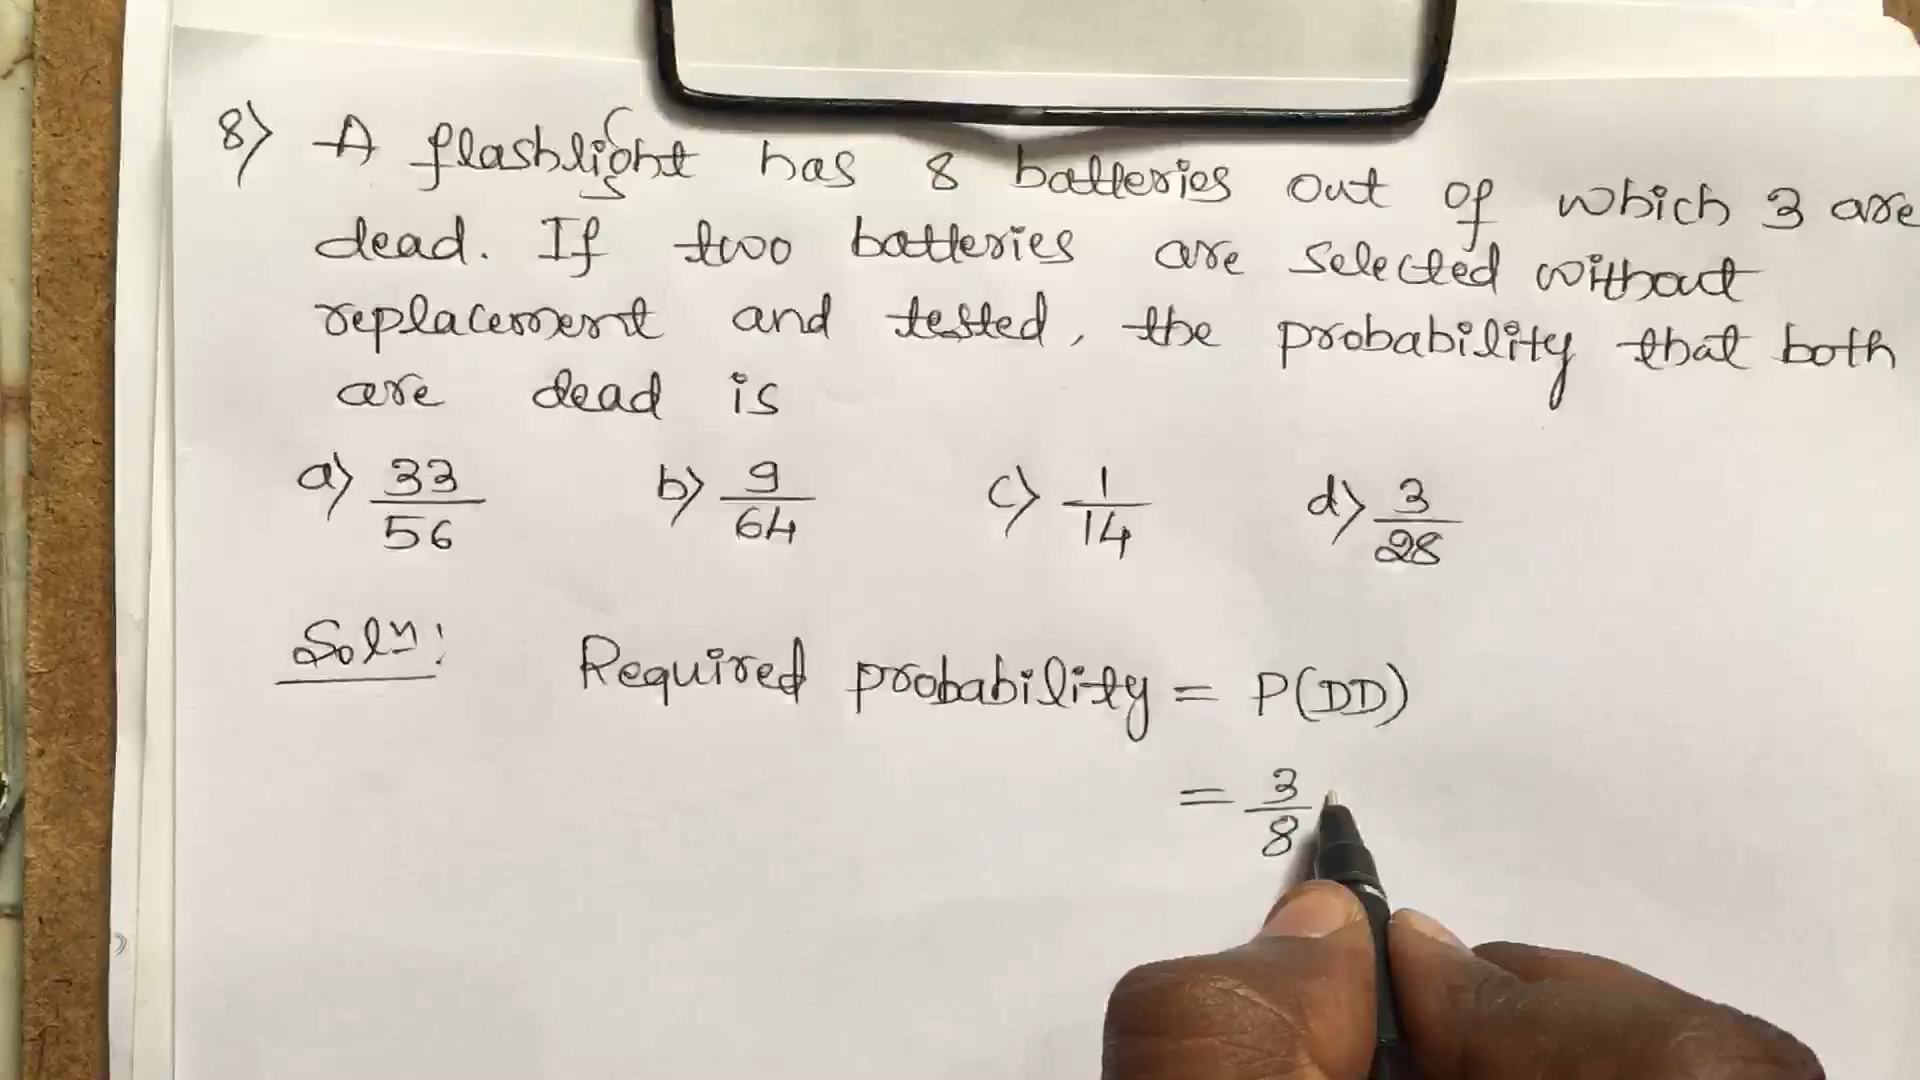 8) A flashlight has 8 batteries out of which 3 are
dead. If two batteries are selected without
replacement and tested, the probability that both
are dead is
a) 33/56 b) 9/64 c) 1/14 d) 3/28
Soln: Required probability = P(DD)
= 3/8